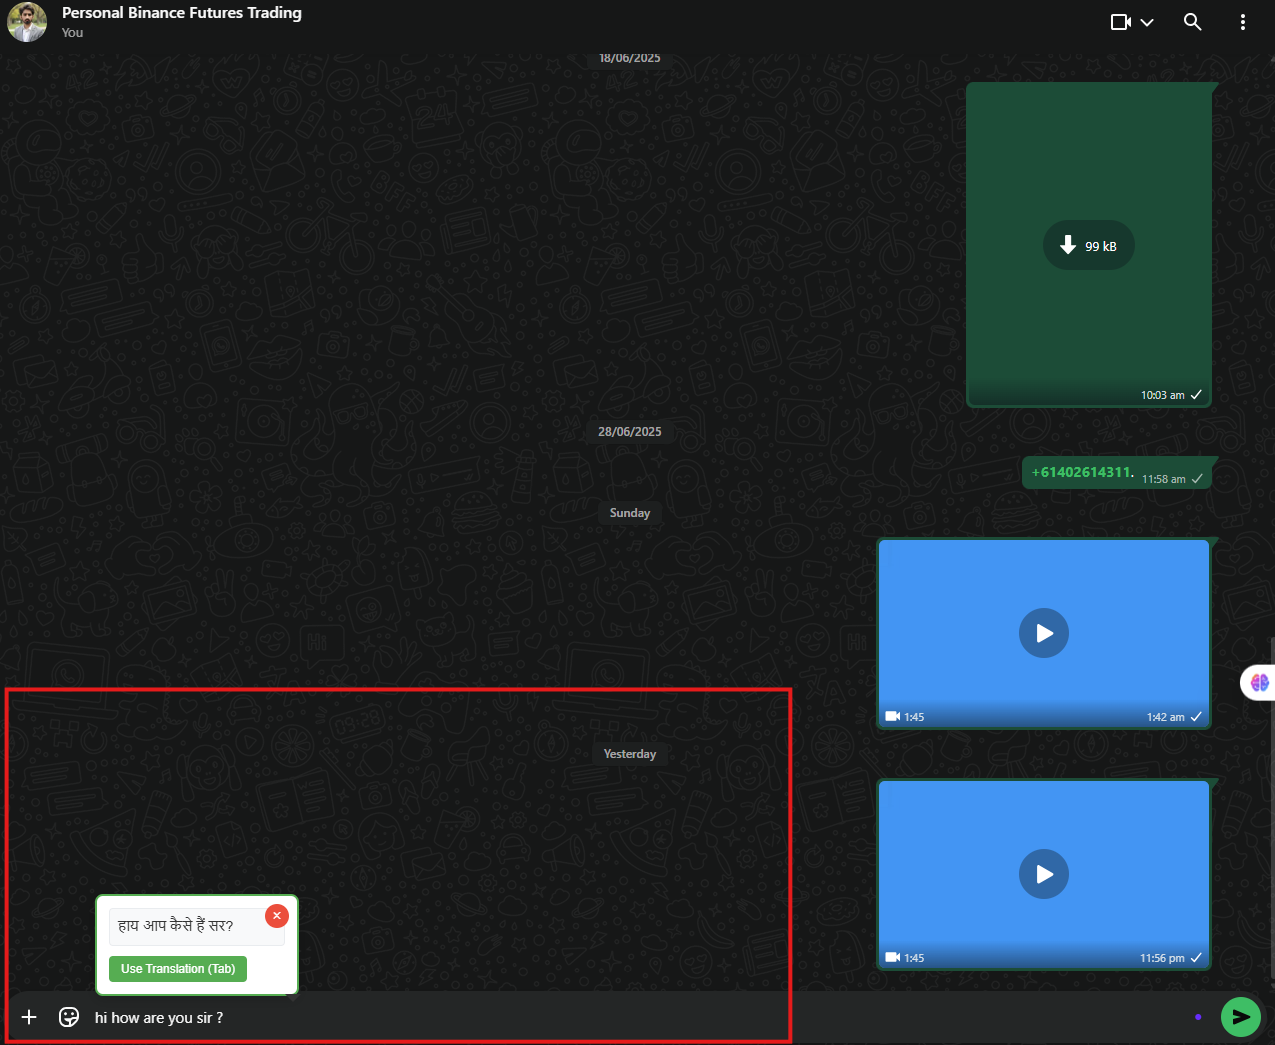 Personal Binance Futures Trading
You
18/06/2025
99 kB
10:03 am
28/06/2025
+61402614311.
11:58 am
Sunday
1:45
1:42 am
Yesterday
1:45
11:56 pm
हाय आप कैसे हैं सर?
Use Translation (Tab)
hi how are you sir ?